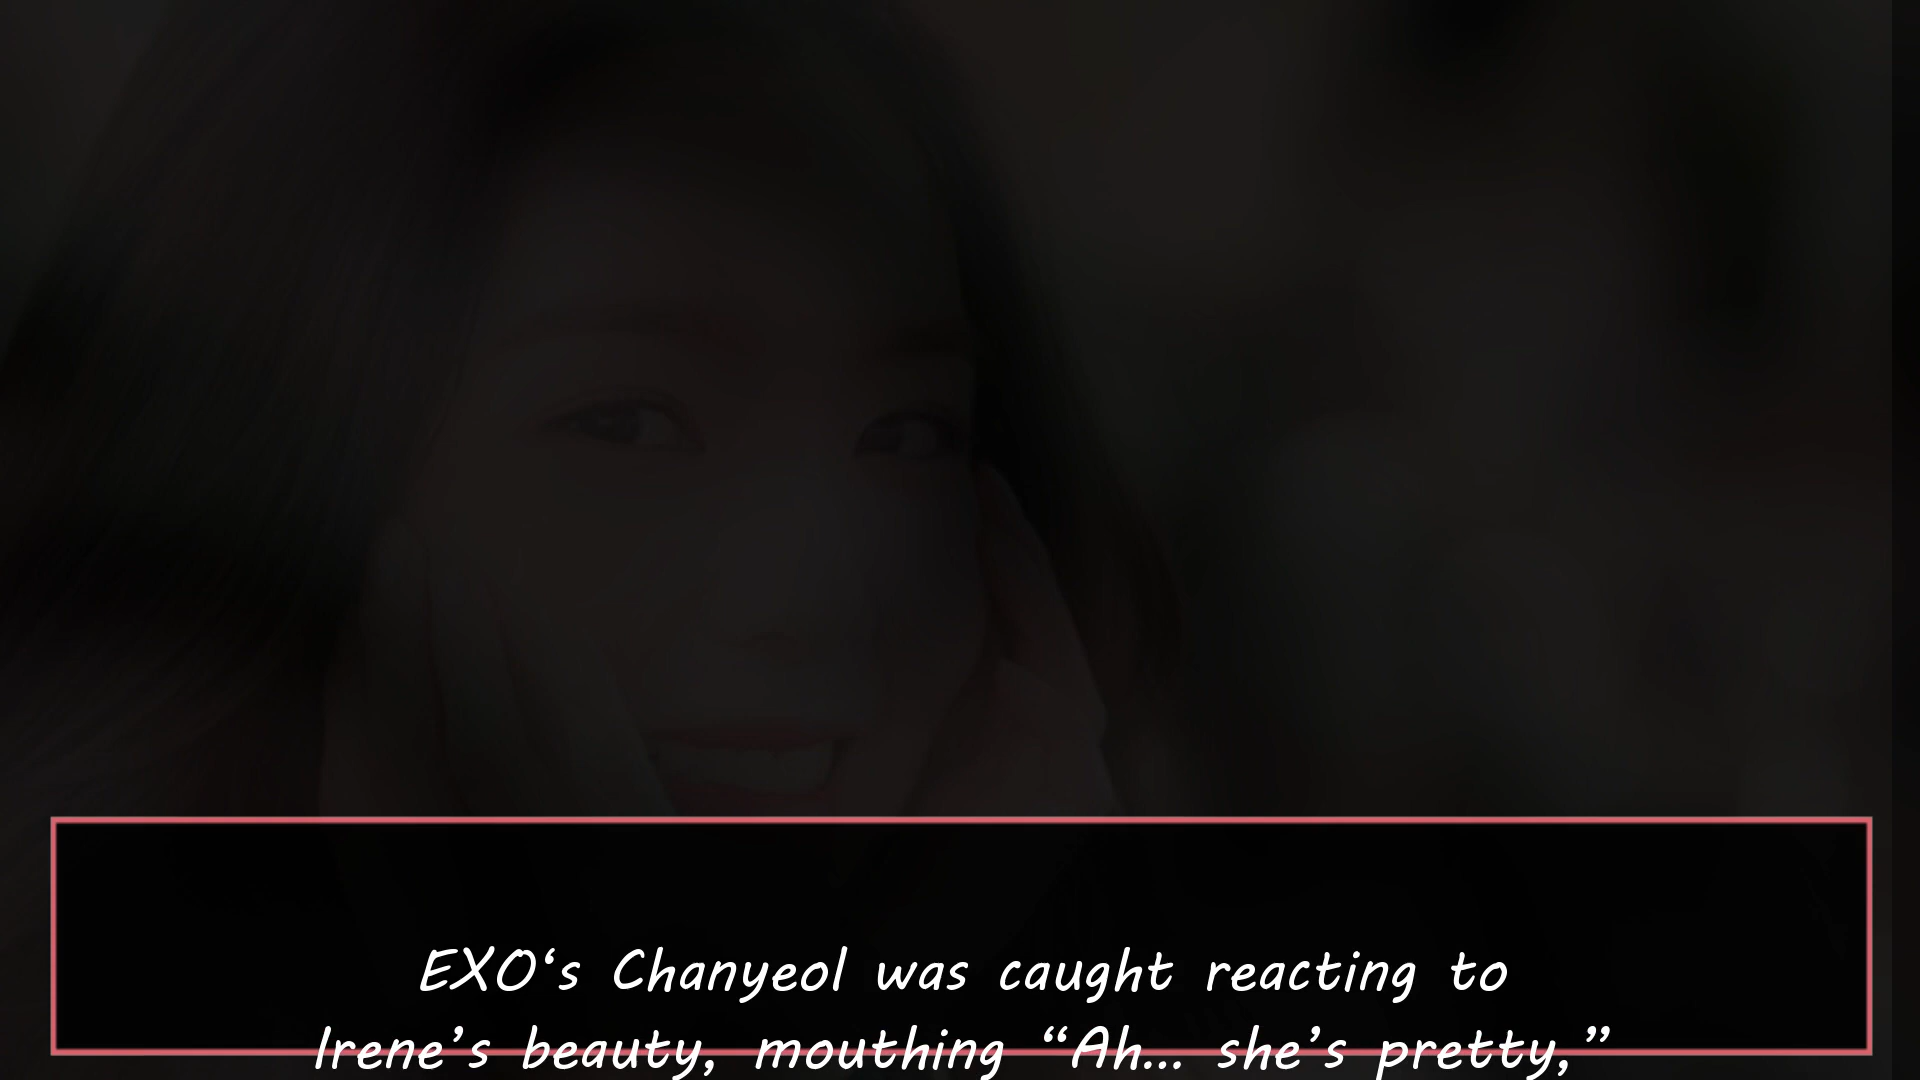 EXO‘s Chanyeol was caught reacting to
Irene’s beauty, mouthing “Ah... she’s pretty,”